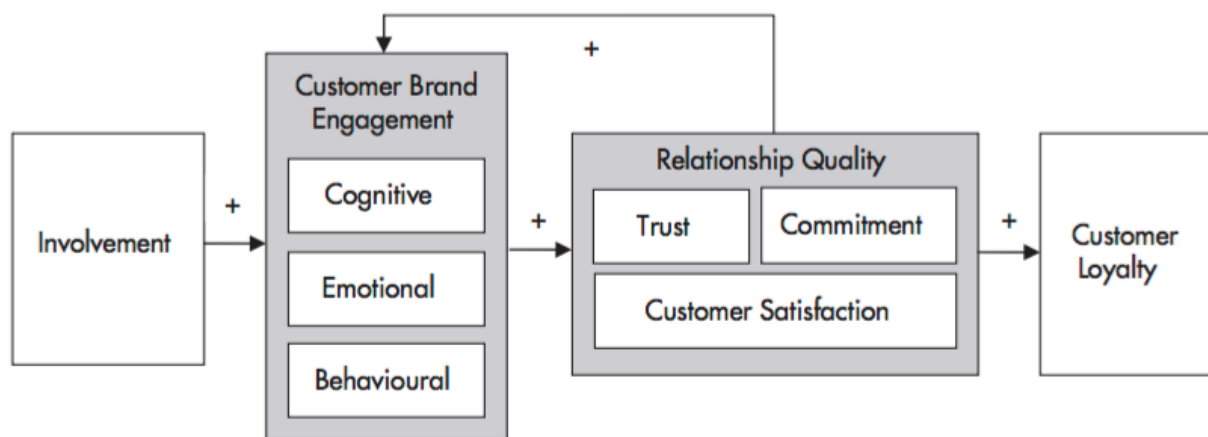 +
Customer Brand
Engagement
Relationship Quality
Cognitive
+
+
Trust
Commitment
+
Involvement
Customer
Loyalty
Emotional
Customer Satisfaction
Behavioural